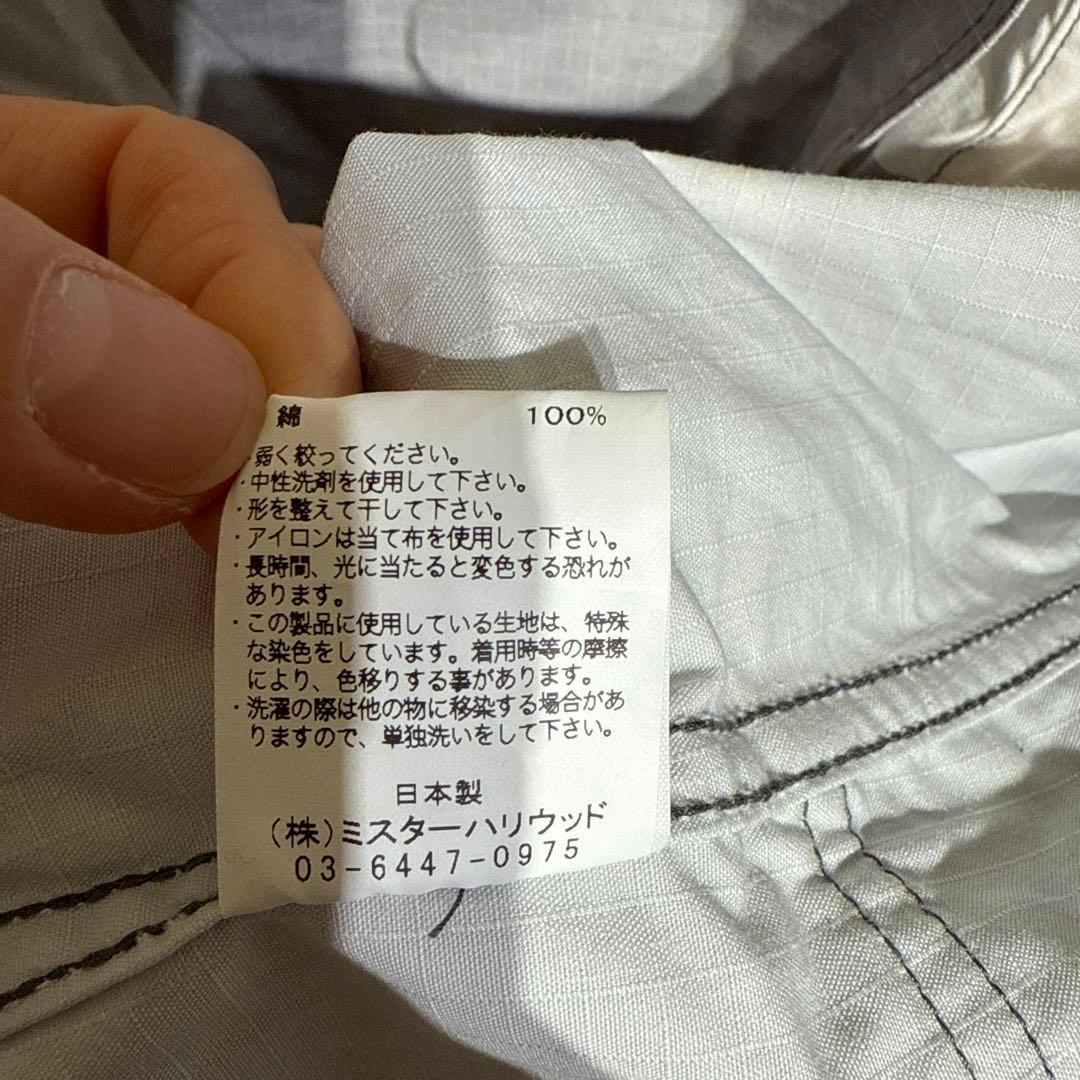 綿 100%
・弱く絞ってください。
・中性洗剤を使用して下さい。
・形を整えて干して下さい。
・アイロンは当て布を使用して下さい。
・長時間、光に当たると変色する恐れが
あります。
・この製品に使用している生地は、特殊
な染色をしています。着用時等の摩擦
により、色移りする事があります。
・洗濯の際は他の物に移染する場合があ
りますので、単独洗いをして下さい。
日本製
(株)ミスターハリウッド
03-6447-0975